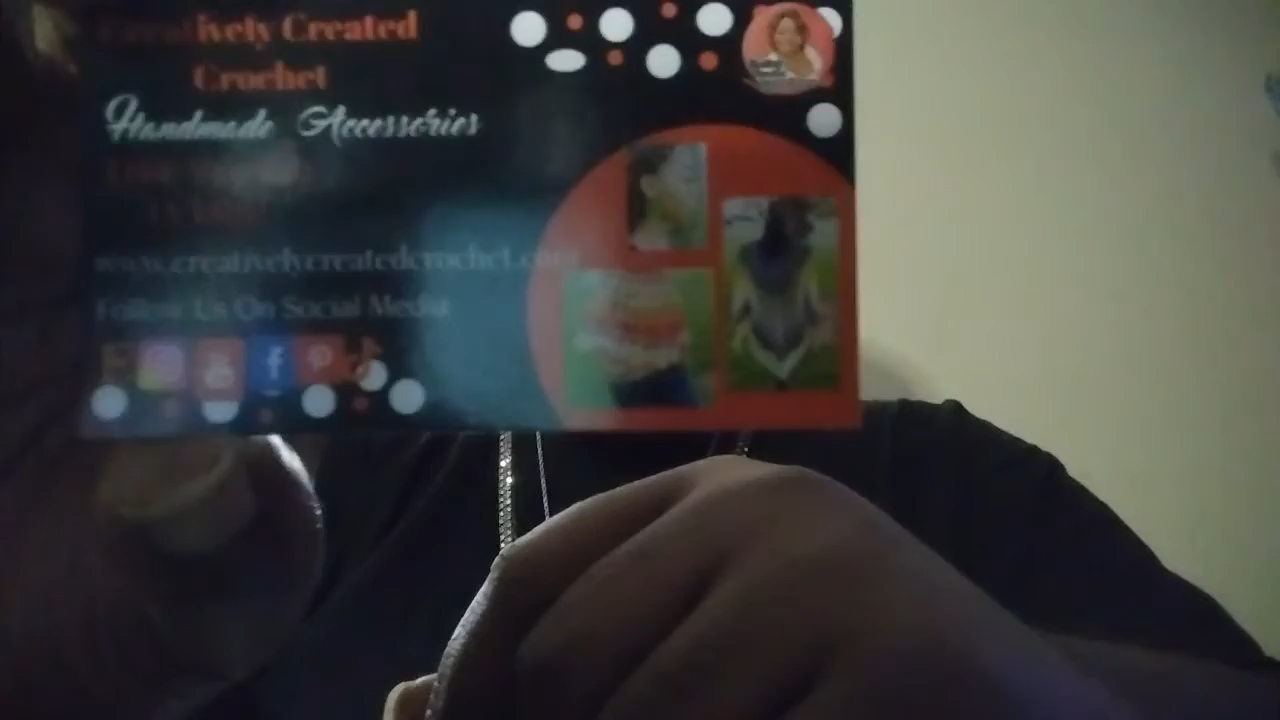 Creatively Created
Crochet
Handmade Accessories
www.creativelycreatedcrochet.com
Follow Us On Social Media